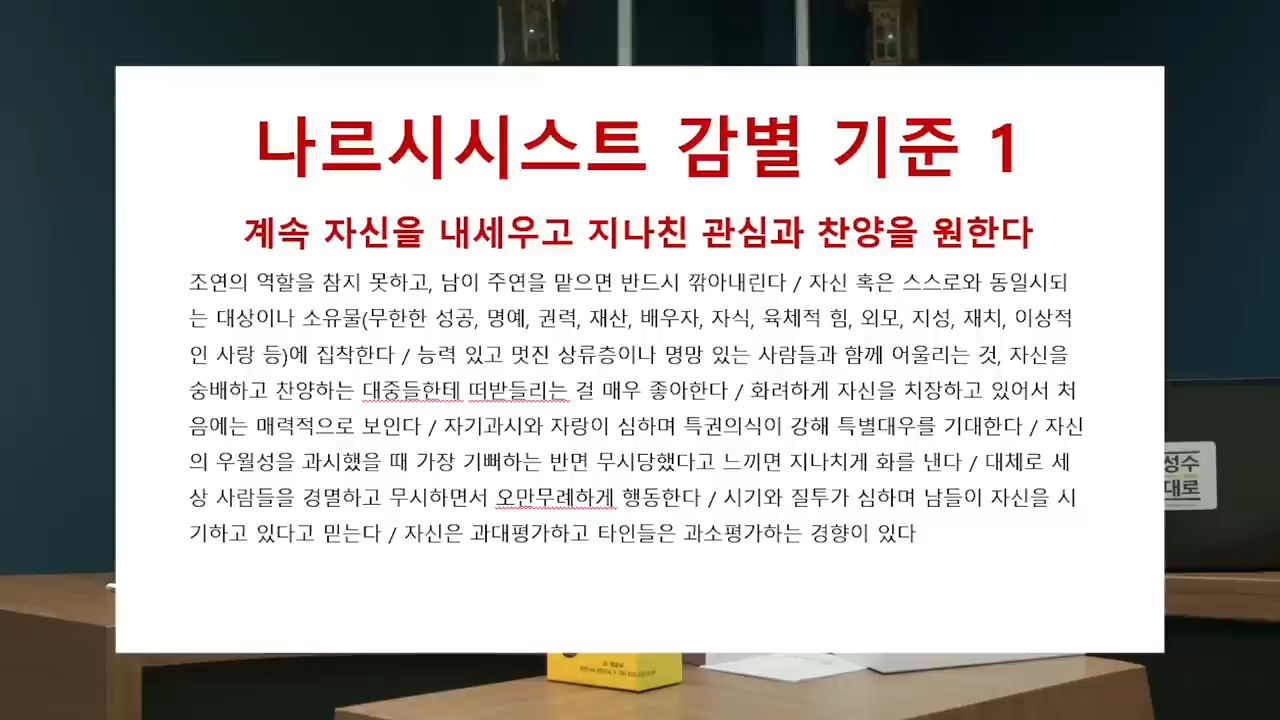 나르시시스트 감별 기준 1
계속 자신을 내세우고 지나친 관심과 찬양을 원한다
조연의 역할을 참지 못하고, 남이 주연을 맡으면 반드시 깎아내린다 / 자신 혹은 스스로와 동일시되
는 대상이나 소유물(무한한 성공, 명예, 권력, 재산, 배우자, 자식, 육체적 힘, 외모, 지성, 재치, 이상적
인 사랑 등)에 집착한다 / 능력 있고 멋진 상류층이나 명망 있는 사람들과 함께 어울리는 것, 자신을
숭배하고 찬양하는 대중들한테 떠받들리는 걸 매우 좋아한다 / 화려하게 자신을 치장하고 있어서 처
음에는 매력적으로 보인다 / 자기과시와 자랑이 심하며 특권의식이 강해 특별대우를 기대한다 / 자신
의 우월성을 과시했을 때 가장 기뻐하는 반면 무시당했다고 느끼면 지나치게 화를 낸다 / 대체로 세
상 사람들을 경멸하고 무시하면서 오만무례하게 행동한다 / 시기와 질투가 심하며 남들이 자신을 시
기하고 있다고 믿는다 / 자신은 과대평가하고 타인들은 과소평가하는 경향이 있다
성수
대로